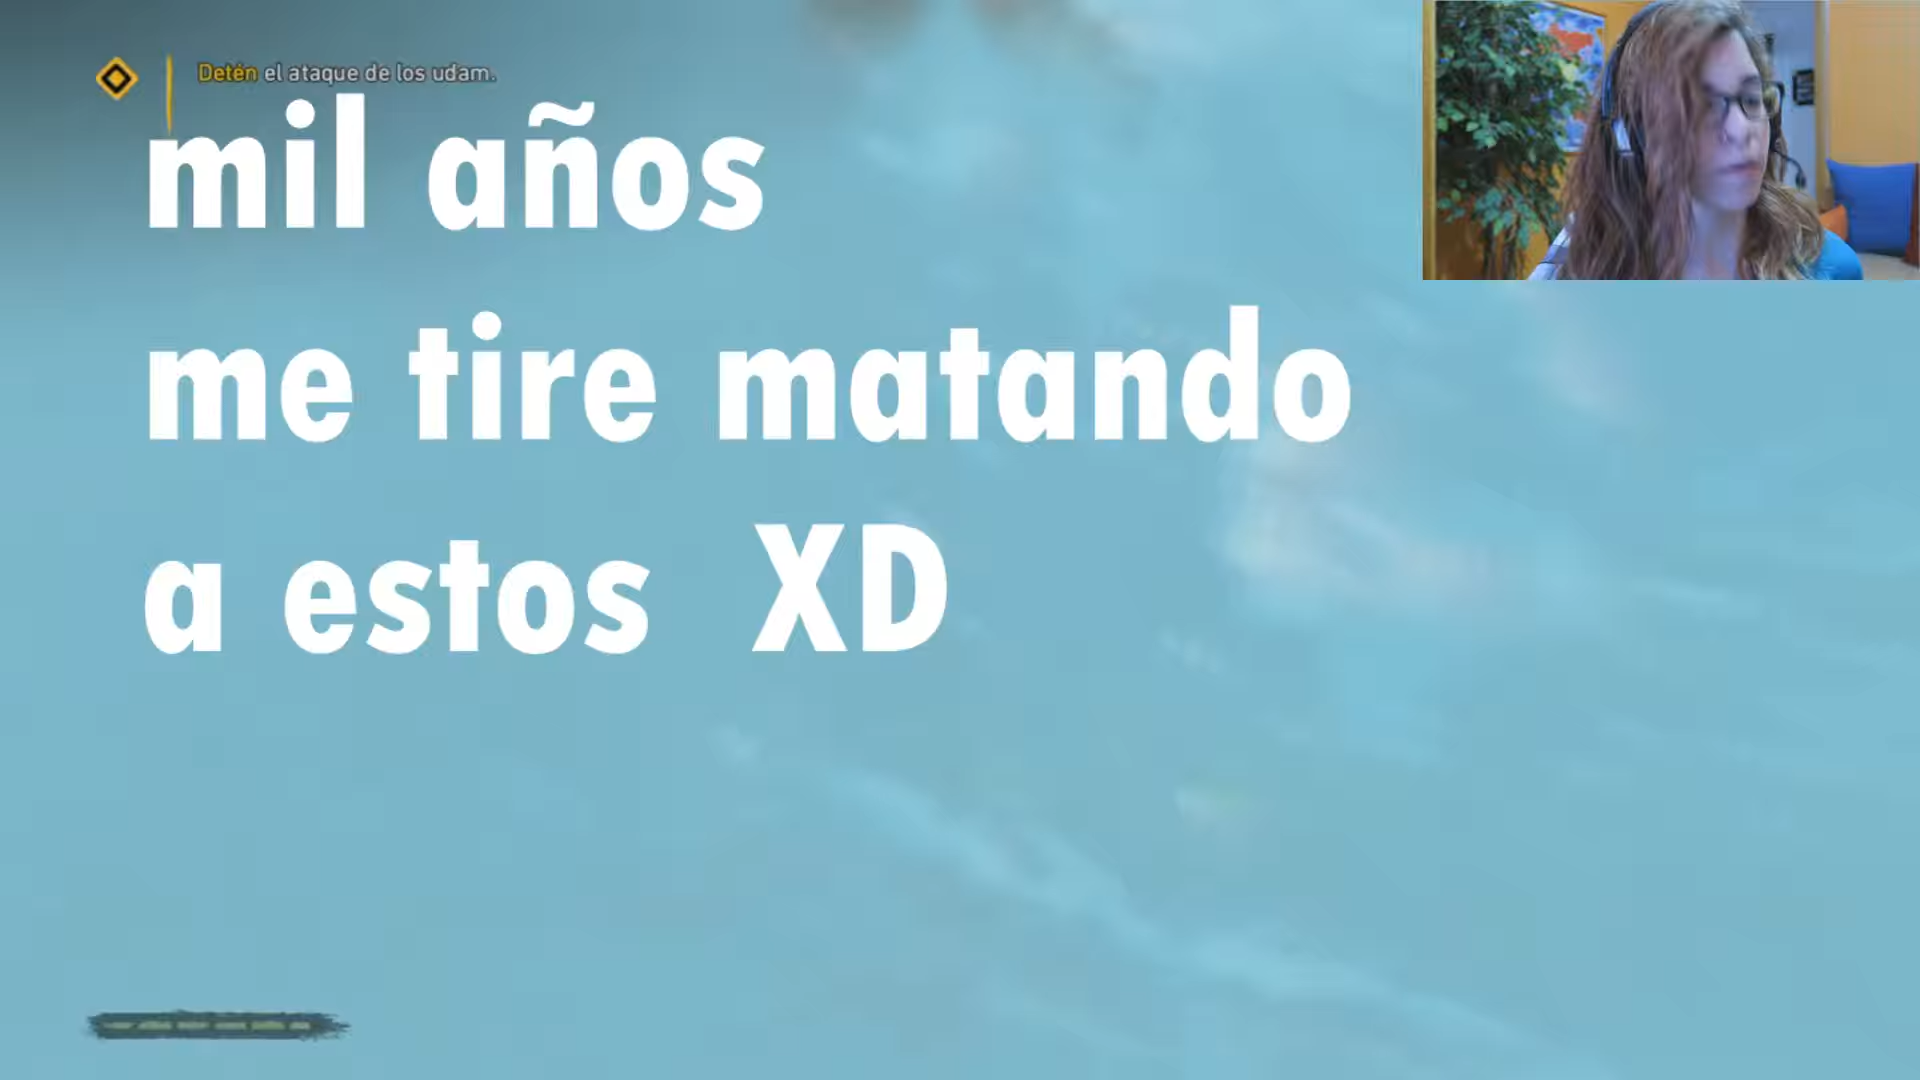 Detén el ataque de los udam.
mil años
me tire matando
a estos XD